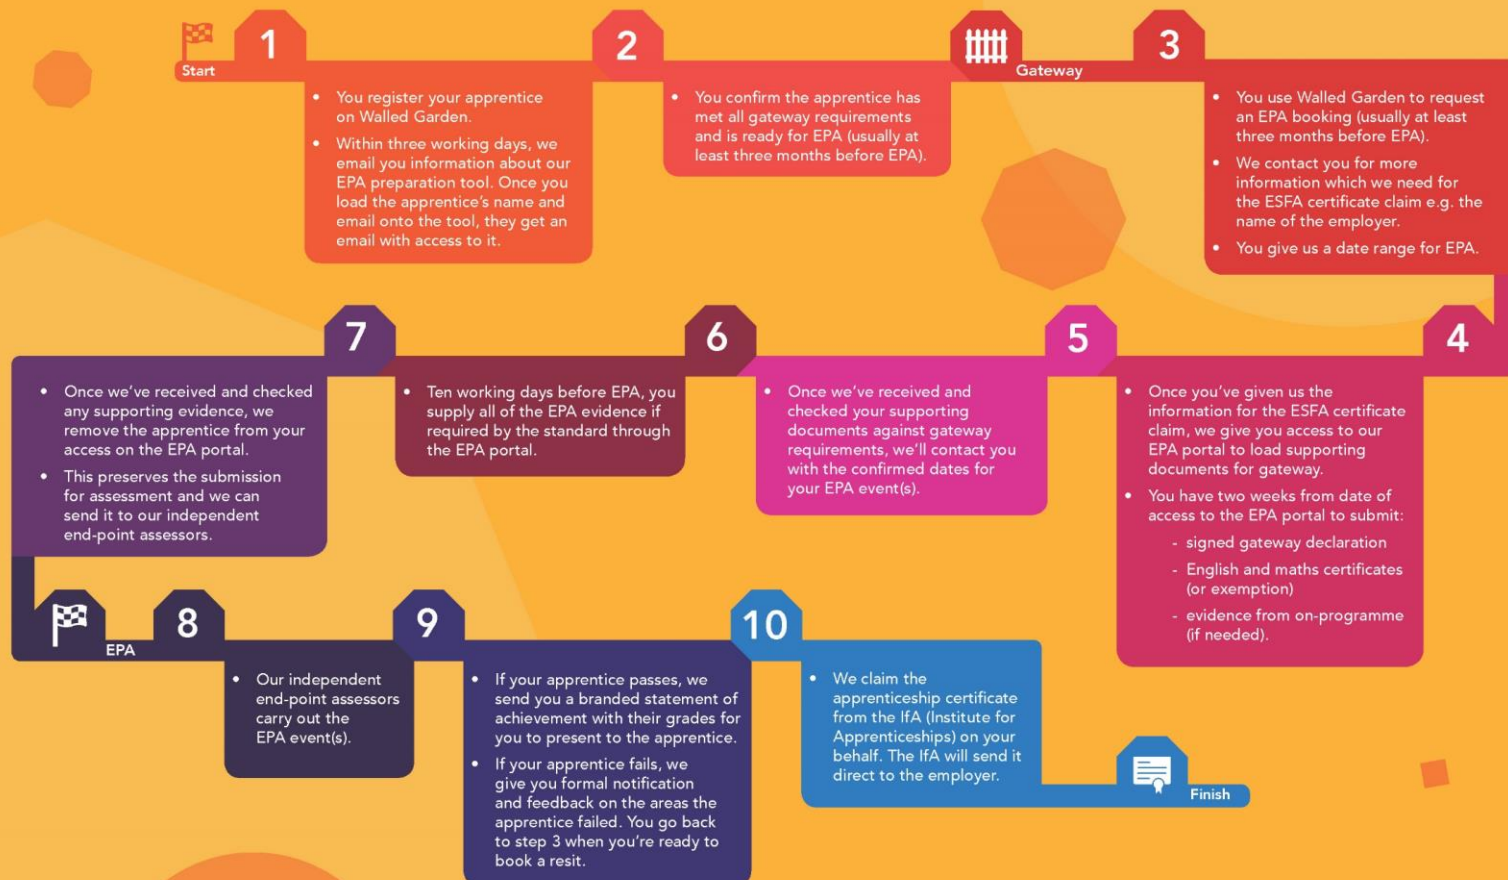 Start
1
• You register your apprentice
on Walled Garden.
• Within three working days, we
email you information about our
EPA preparation tool. Once you
load the apprentice's name and
email onto the tool, they get an
email with access to it.
2
• You confirm the apprentice has
met all gateway requirements
and is ready for EPA (usually at
least three months before EPA).
Gateway
3
• You use Walled Garden to request
an EPA booking (usually at least
three months before EPA).
• We contact you for more
information which we need for
the ESFA certificate claim e.g. the
name of the employer.
• You give us a date range for EPA.
4
• Once you've given us the
information for the ESFA certificate
claim, we give you access to our
EPA portal to load supporting
documents for gateway.
• You have two weeks from date of
access to the EPA portal to submit:
- signed gateway declaration
- English and maths certificates
(or exemption)
- evidence from on-programme
(if needed).
5
• Once we've received and
checked your supporting
documents against gateway
requirements, we'll contact you
with the confirmed dates for
your EPA event(s).
6
• Ten working days before EPA, you
supply all of the EPA evidence if
required by the standard through
the EPA portal.
7
• Once we've received and checked
any supporting evidence, we
remove the apprentice from your
access on the EPA portal.
• This preserves the submission
for assessment and we can
send it to our independent
end-point assessors.
EPA
8
• Our independent
end-point assessors
carry out the
EPA event(s).
9
• If your apprentice passes, we
send you a branded statement of
achievement with their grades for
you to present to the apprentice.
• If your apprentice fails, we
give you formal notification
and feedback on the areas the
apprentice failed. You go back
to step 3 when you're ready to
book a resit.
10
• We claim the
apprenticeship certificate
from the IfA (Institute for
Apprenticeships) on your
behalf. The IfA will send it
direct to the employer.
Finish